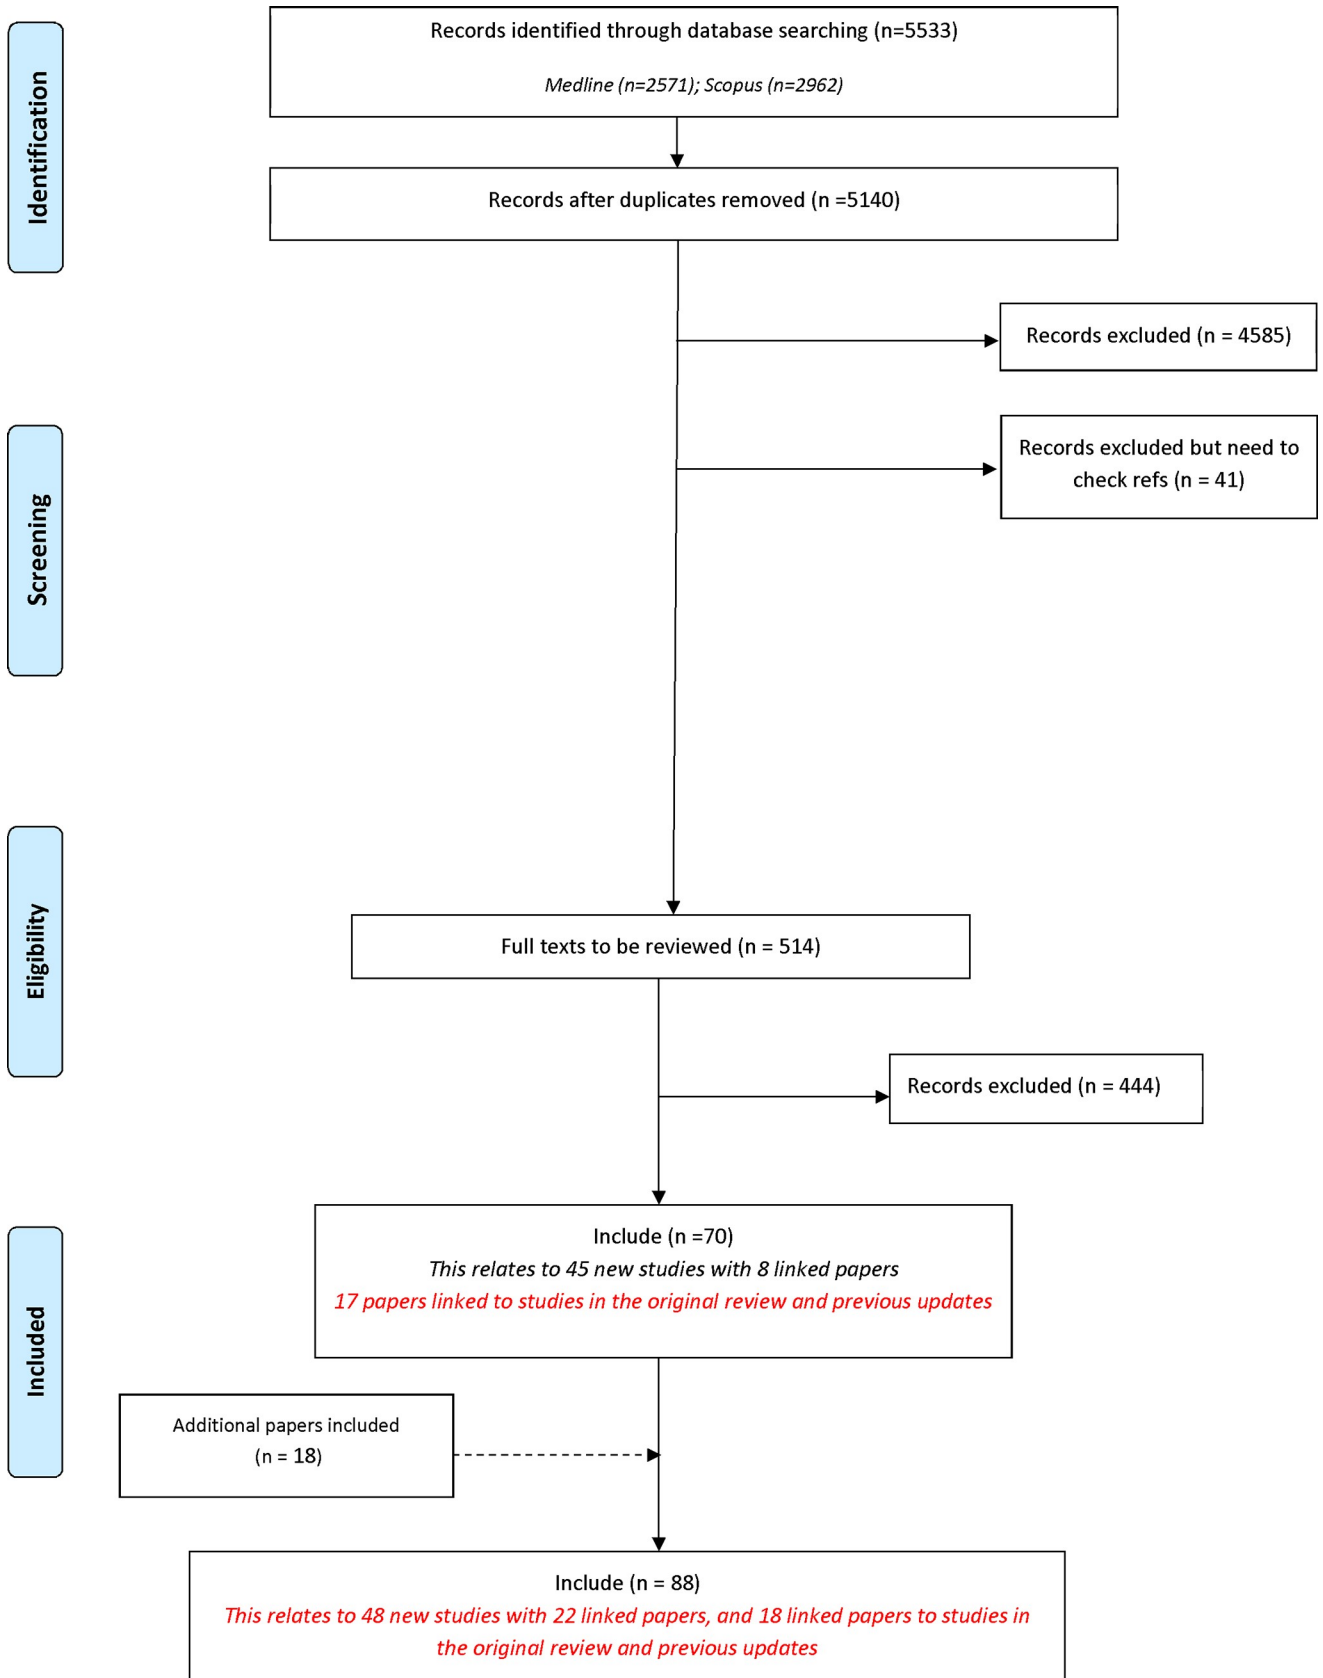 Identification
Records identified through database searching (n=5533)
Medline (n=2571); Scopus (n=2962)
Records after duplicates removed (n =5140)
Records excluded (n = 4585)
Screening
Records excluded but need to
check refs (n = 41)
Eligibility
Full texts to be reviewed (n = 514)
Records excluded (n = 444)
Included
Include (n =70)
This relates to 45 new studies with 8 linked papers
17 papers linked to studies in the original review and previous updates
Additional papers included
(n = 18)
Include (n = 88)
This relates to 48 new studies with 22 linked papers, and 18 linked papers to studies in
the original review and previous updates